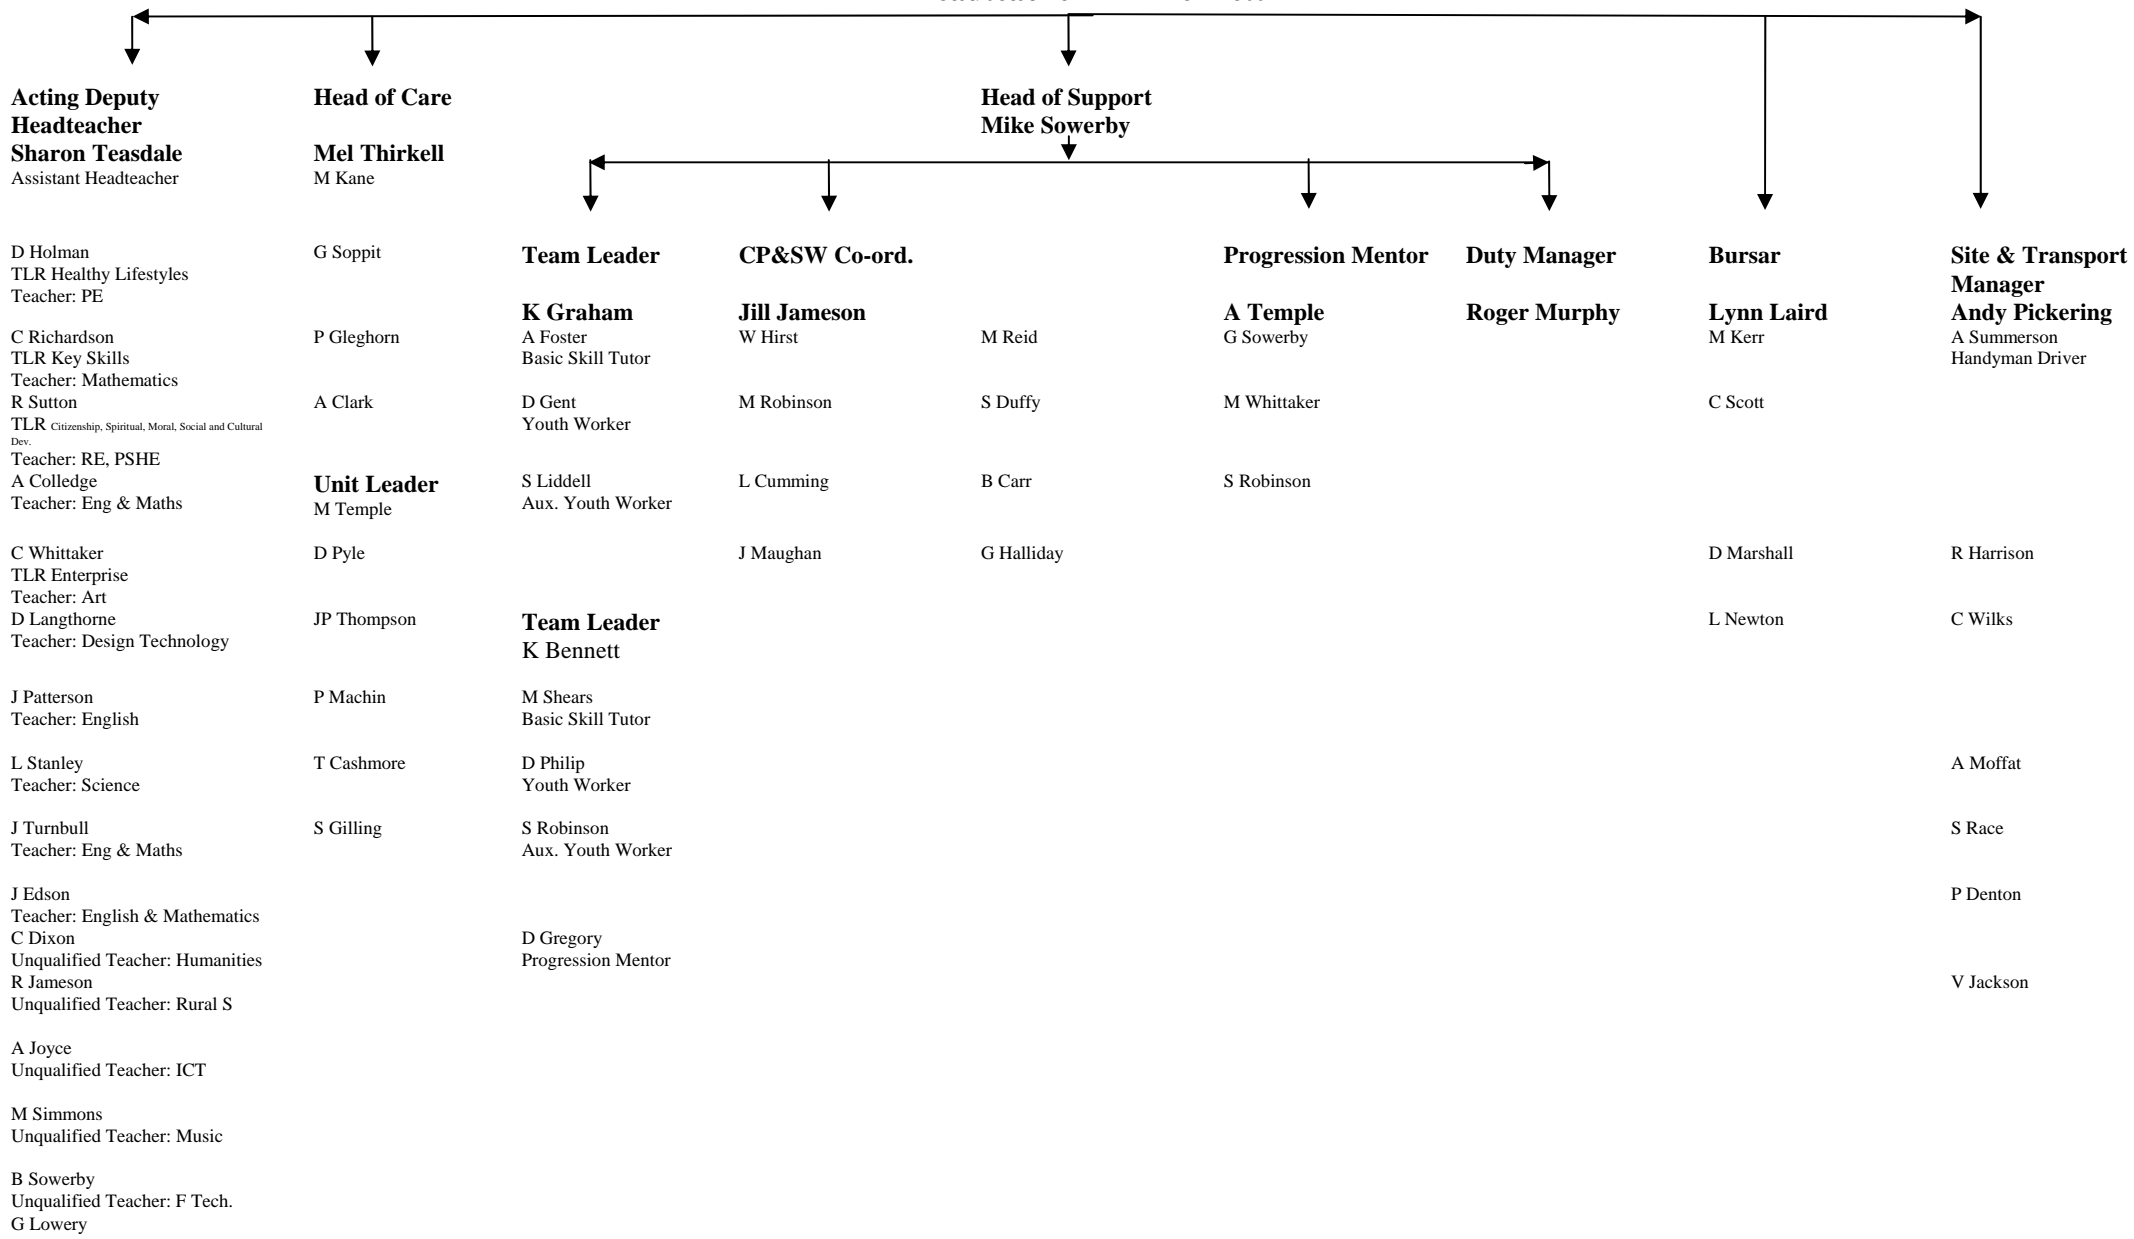 Acting Deputy
Headteacher
Sharon Teasdale
Assistant Headteacher
D Holman
TLR Healthy Lifestyles
Teacher: PE
C Richardson
TLR Key Skills
Teacher: Mathematics
R Sutton
TLR Citizenship, Spiritual, Moral, Social and Cultural
Dev.
Teacher: RE, PSHE
A Colledge
Teacher: Eng & Maths
C Whittaker
TLR Enterprise
Teacher: Art
D Langthorne
Teacher: Design Technology
J Patterson
Teacher: English
L Stanley
Teacher: Science
J Turnbull
Teacher: Eng & Maths
J Edson
Teacher: English & Mathematics
C Dixon
Unqualified Teacher: Humanities
R Jameson
Unqualified Teacher: Rural S
A Joyce
Unqualified Teacher: ICT
M Simmons
Unqualified Teacher: Music
B Sowerby
Unqualified Teacher: F Tech.
G Lowery
Head of Care
Mel Thirkell
M Kane
G Soppit
P Gleghorn
A Clark
Unit Leader
M Temple
D Pyle
JP Thompson
P Machin
T Cashmore
S Gilling
Head of Support
Mike Sowerby
Team Leader
K Graham
A Foster
Basic Skill Tutor
D Gent
Youth Worker
S Liddell
Aux. Youth Worker
Team Leader
K Bennett
M Shears
Basic Skill Tutor
D Philip
Youth Worker
S Robinson
Aux. Youth Worker
D Gregory
Progression Mentor
CP&SW Co-ord.
Jill Jameson
W Hirst
M Robinson
L Cumming
J Maughan
M Reid
S Duffy
B Carr
G Halliday
Progression Mentor
A Temple
G Sowerby
M Whittaker
S Robinson
Duty Manager
Roger Murphy
Bursar
Lynn Laird
M Kerr
C Scott
D Marshall
L Newton
Site & Transport
Manager
Andy Pickering
A Summerson
Handyman Driver
R Harrison
C Wilks
A Moffat
S Race
P Denton
V Jackson